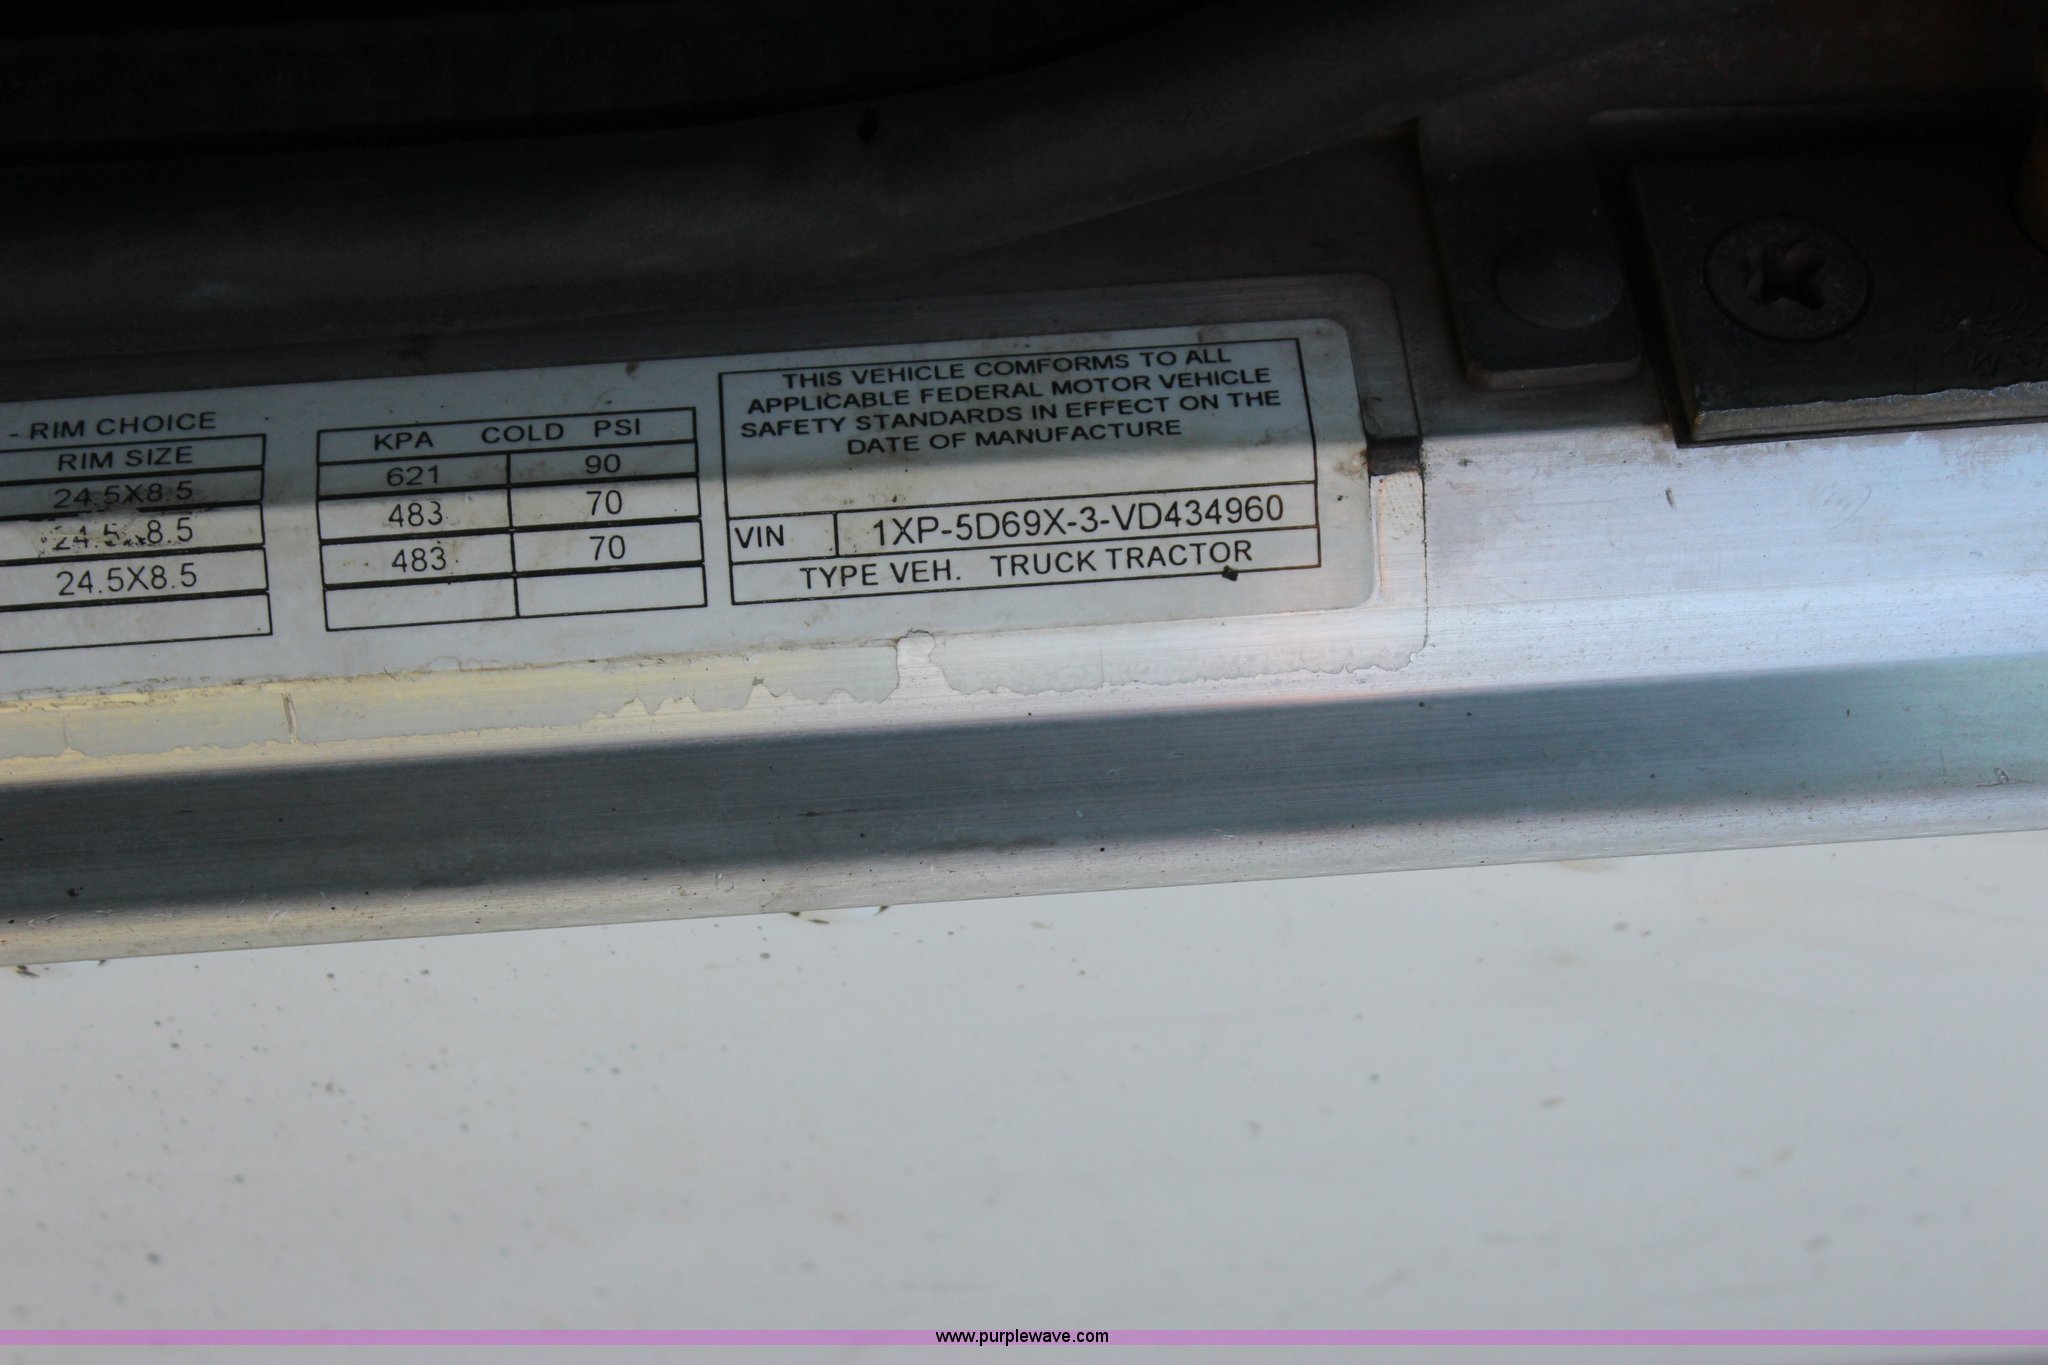 - RIM CHOICE
RIM SIZE
24.5X8.5
24.5X8.5
24.5X8.5
KPA COLD PSI
621 90
483 70
483 70
THIS VEHICLE COMFORMS TO ALL
APPLICABLE FEDERAL MOTOR VEHICLE
SAFETY STANDARDS IN EFFECT ON THE
DATE OF MANUFACTURE
VIN 1XP-5D69X-3-VD434960
TYPE VEH. TRUCK TRACTOR
www.purplewave.com